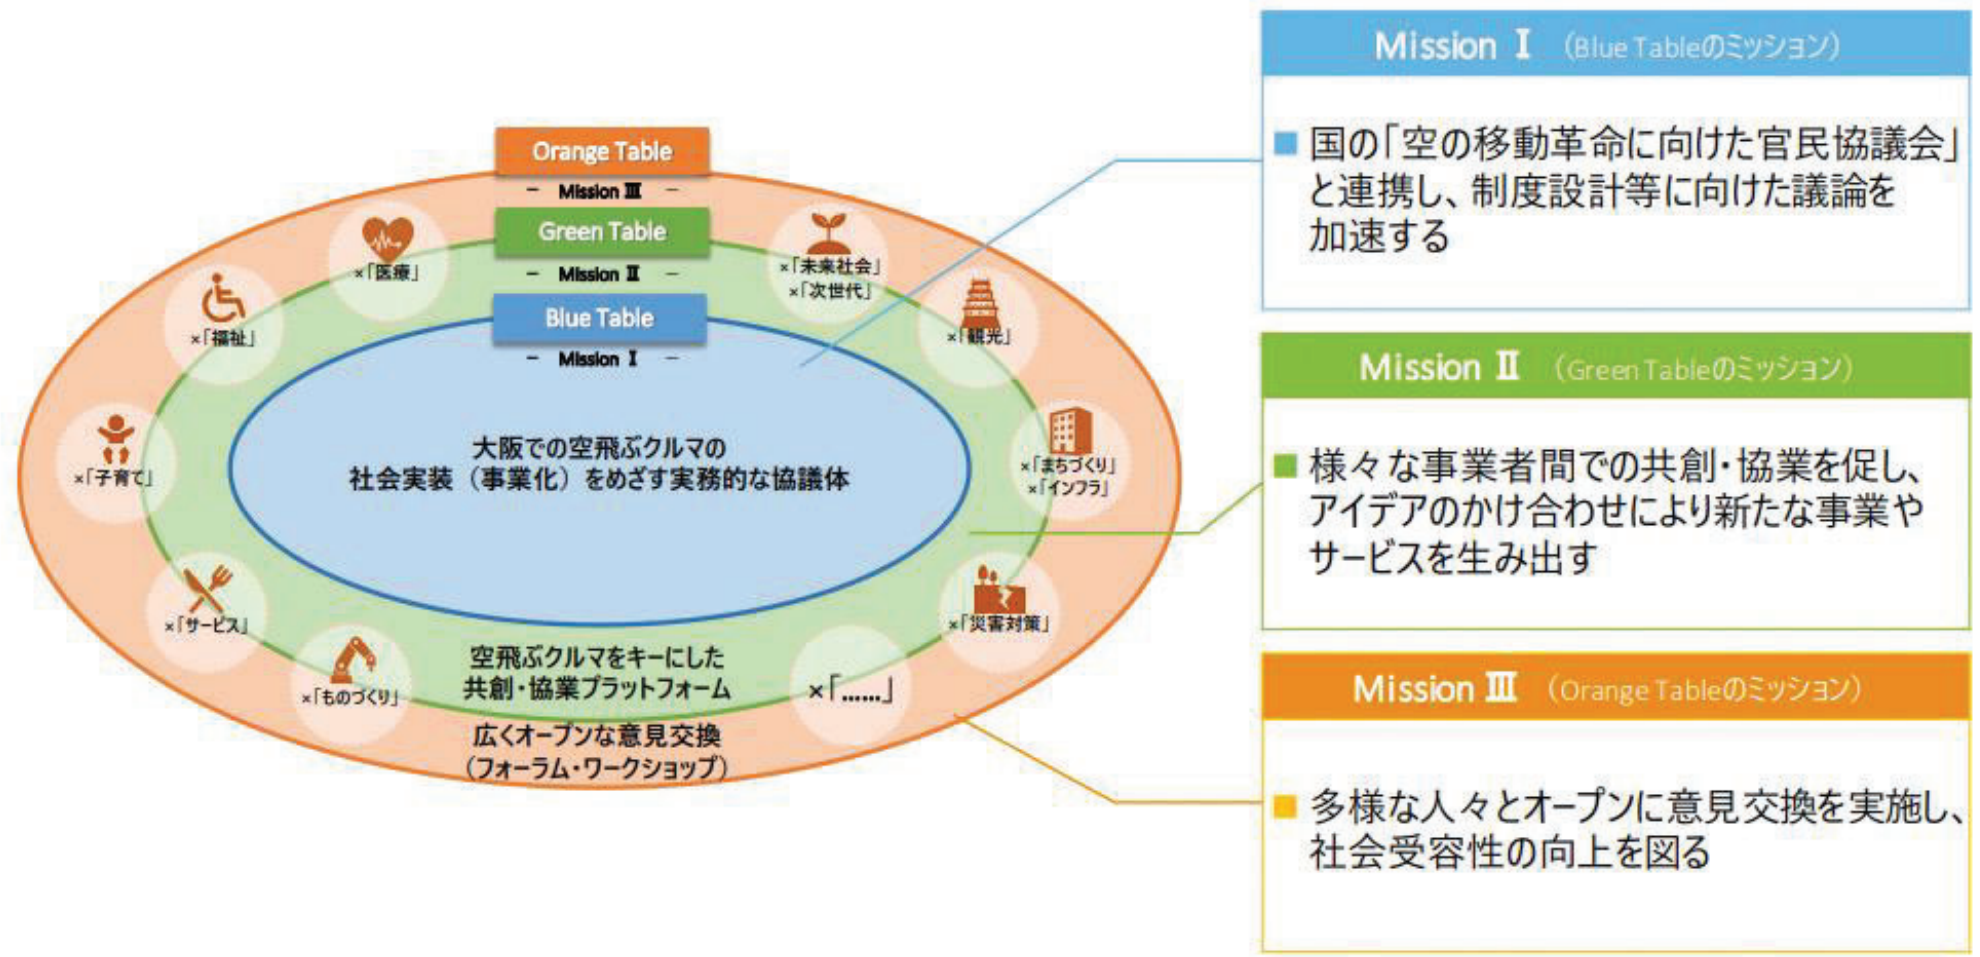 Orange Table
- Mission Ⅲ -
Green Table
- Mission Ⅱ -
Blue Table
- Mission Ⅰ -
×「医療」
×「未来社会」
×「次世代」
×「福祉」
×「観光」
×「子育て」
×「まちづくり」
×「インフラ」
大阪での空飛ぶクルマの
社会実装（事業化）をめざす実務的な協議体
×「サービス」
×「災害対策」
×「ものづくり」
×「……」
空飛ぶクルマをキーにした
共創・協業プラットフォーム
広くオープンな意見交換
（フォーラム・ワークショップ）
Mission Ⅰ （Blue Tableのミッション）
■ 国の「空の移動革命に向けた官民協議会」
と連携し、制度設計等に向けた議論を
加速する
Mission Ⅱ （Green Tableのミッション）
■ 様々な事業者間での共創・協業を促し、
アイデアのかけ合わせにより新たな事業や
サービスを生み出す
Mission Ⅲ （Orange Tableのミッション）
■ 多様な人々とオープンに意見交換を実施し、
社会受容性の向上を図る